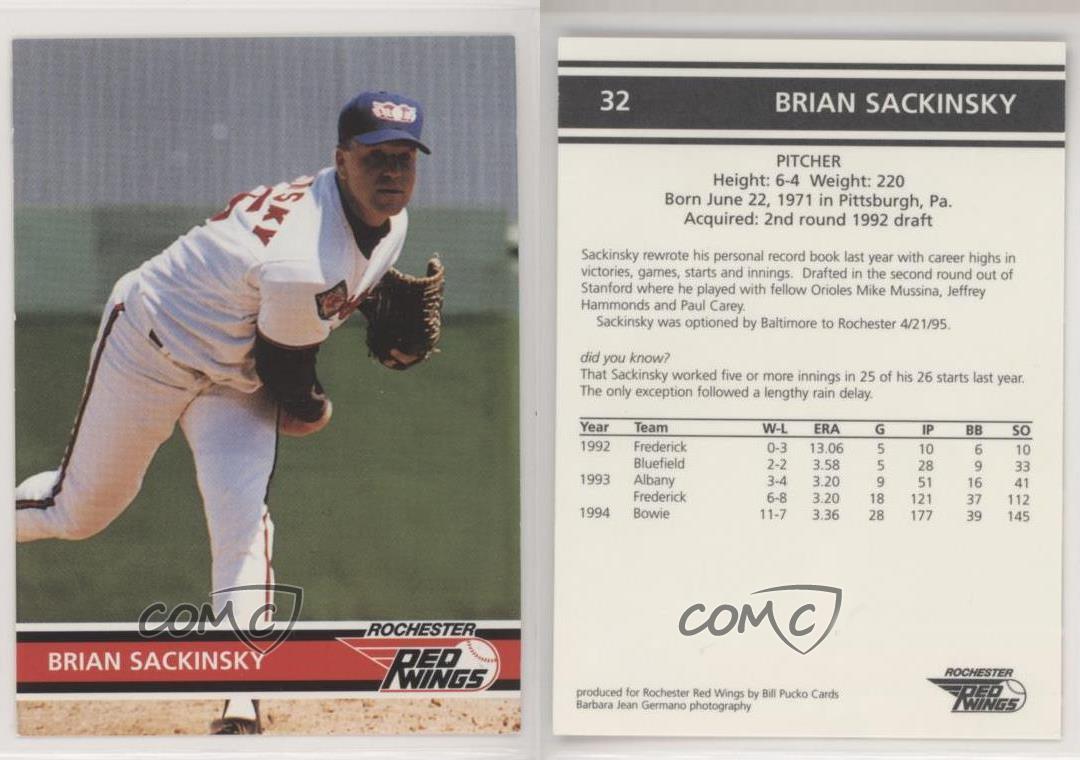 ISKY
BRIAN SACKINSKY
ROCHESTER
RED
WINGS
COMC
32 BRIAN SACKINSKY
PITCHER
Height: 6-4 Weight: 220
Born June 22, 1971 in Pittsburgh, Pa.
Acquired: 2nd round 1992 draft
Sackinsky rewrote his personal record book last year with career highs in
victories, games, starts and innings. Drafted in the second round out of
Stanford where he played with fellow Orioles Mike Mussina, Jeffrey
Hammonds and Paul Carey.
Sackinsky was optioned by Baltimore to Rochester 4/21/95.
did you know?
That Sackinsky worked five or more innings in 25 of his 26 starts last year.
The only exception followed a lengthy rain delay.
Year Team W-L ERA G IP BB SO
1992 Frederick 0-3 13.06 5 10 6 10
Bluefield 2-2 3.58 5 28 9 33
1993 Albany 3-4 3.20 9 51 16 41
Frederick 6-8 3.20 18 121 37 112
1994 Bowie 11-7 3.36 28 177 39 145
COMC
produced for Rochester Red Wings by Bill Pucko Cards
Barbara Jean Germano photography
ROCHESTER
RED
WINGS